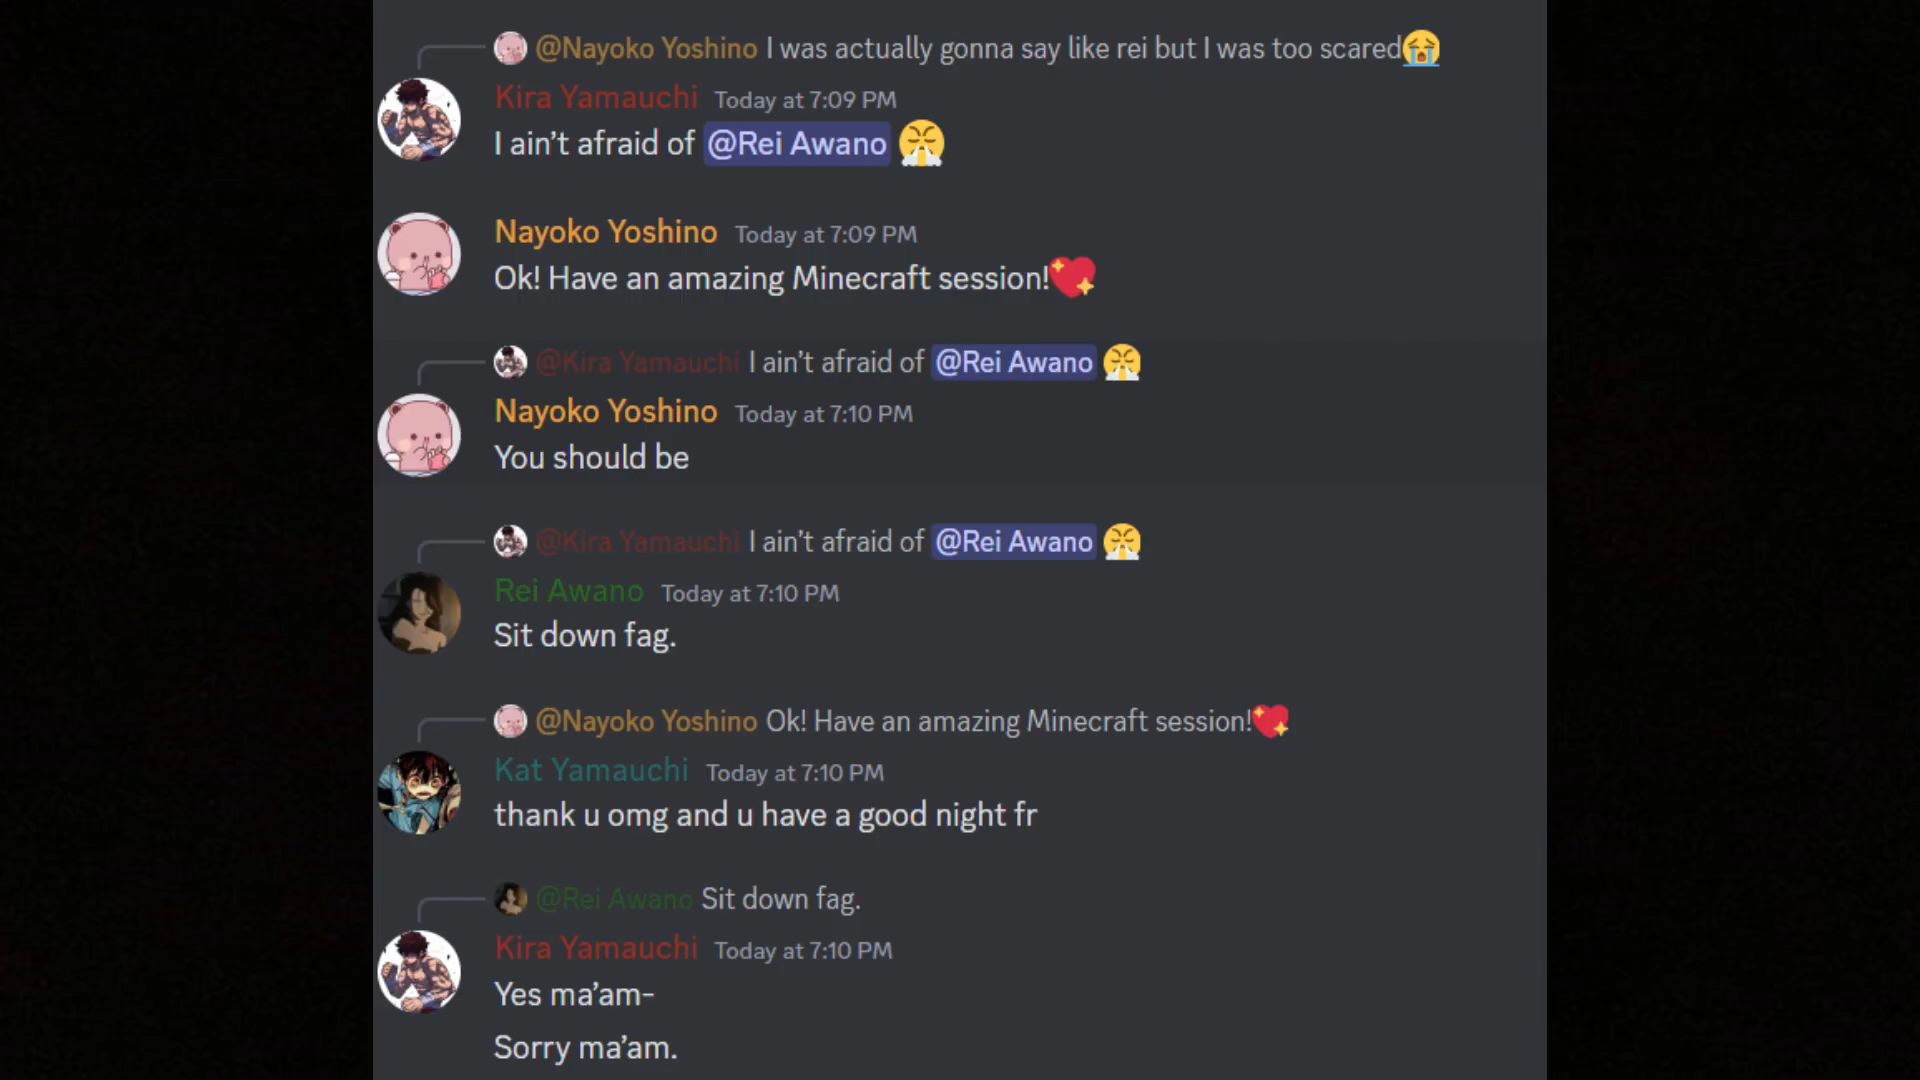 @Nayoko Yoshino I was actually gonna say like rei but I was too scared😭
Kira Yamauchi Today at 7:09 PM
I ain’t afraid of @Rei Awano 😤
Nayoko Yoshino Today at 7:09 PM
Ok! Have an amazing Minecraft session!💖
@Kira Yamauchi I ain’t afraid of @Rei Awano 😤
Nayoko Yoshino Today at 7:10 PM
You should be
@Kira Yamauchi I ain’t afraid of @Rei Awano 😤
Rei Awano Today at 7:10 PM
Sit down fag.
@Nayoko Yoshino Ok! Have an amazing Minecraft session!💖
Kat Yamauchi Today at 7:10 PM
thank u omg and u have a good night fr
@Rei Awano Sit down fag.
Kira Yamauchi Today at 7:10 PM
Yes ma’am-
Sorry ma’am.